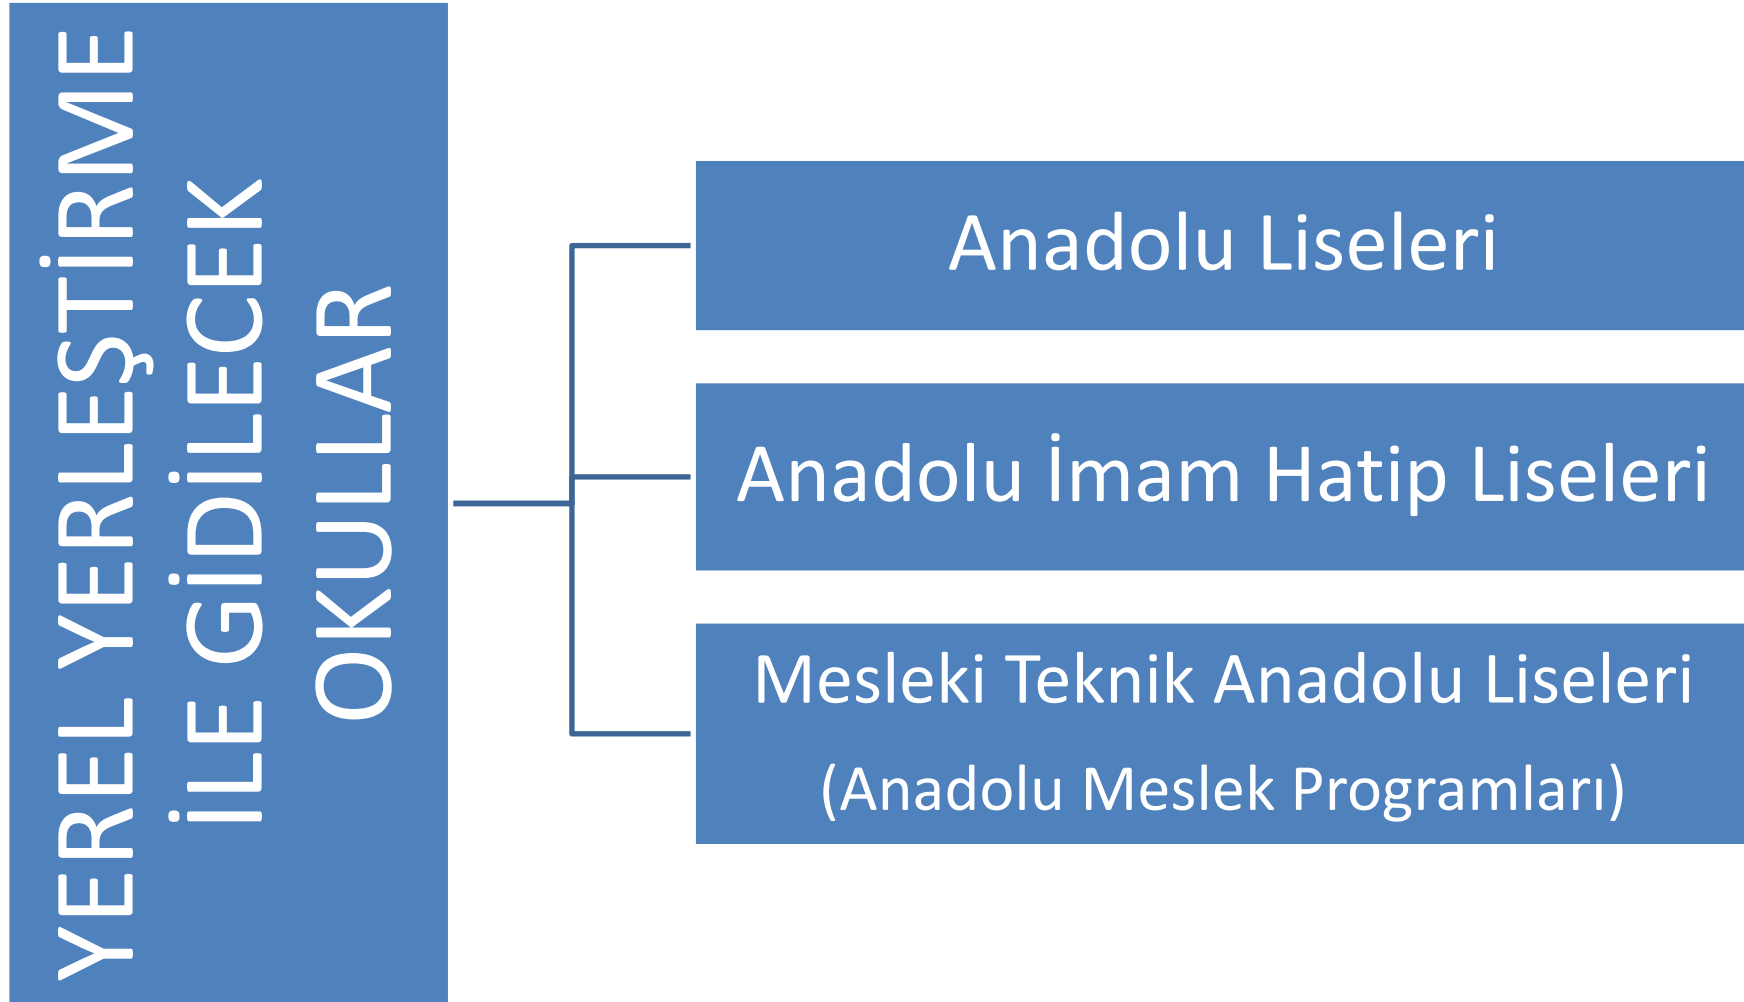 YEREL YERLEŞTİRME
İLE GİDİLECEK
OKULLAR
Anadolu Liseleri
Anadolu İmam Hatip Liseleri
Mesleki Teknik Anadolu Liseleri
(Anadolu Meslek Programları)